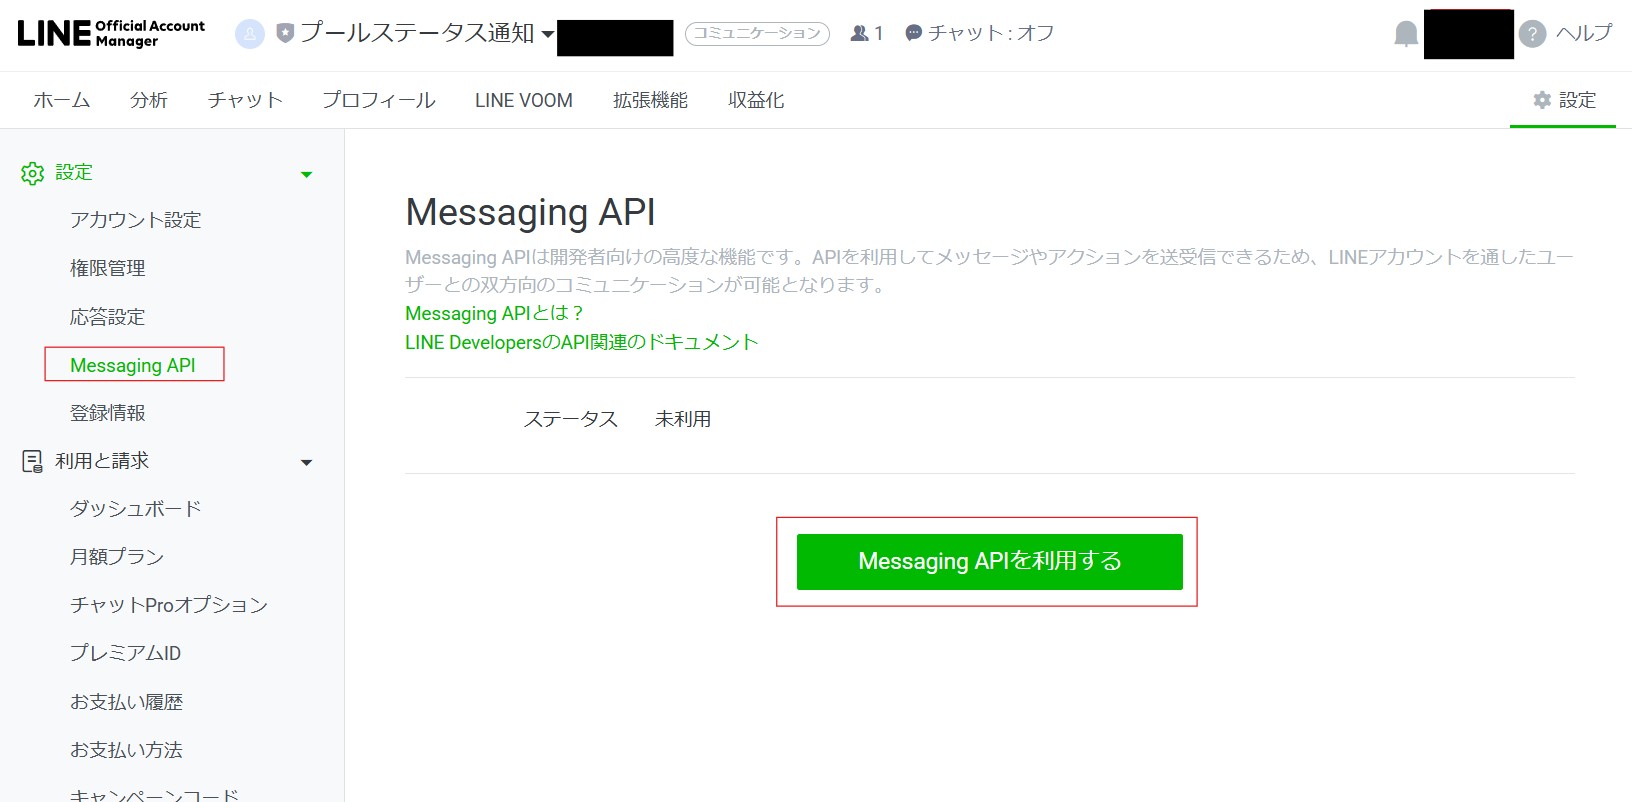 LINE Official Account Manager
プールステータス通知
コミュニケーション
1
チャット : オフ
?
ヘルプ
ホーム
分析
チャット
プロフィール
LINE VOOM
拡張機能
収益化
設定
設定
アカウント設定
権限管理
応答設定
Messaging API
登録情報
利用と請求
ダッシュボード
月額プラン
チャットProオプション
プレミアムID
お支払い履歴
お支払い方法
キャンペーンコード
Messaging API
Messaging APIは開発者向けの高度な機能です。APIを利用してメッセージやアクションを送受信できるため、LINEアカウントを通したユー
ザーとの双方向のコミュニケーションが可能となります。
Messaging APIとは？
LINE DevelopersのAPI関連のドキュメント
ステータス 未利用
Messaging APIを利用する